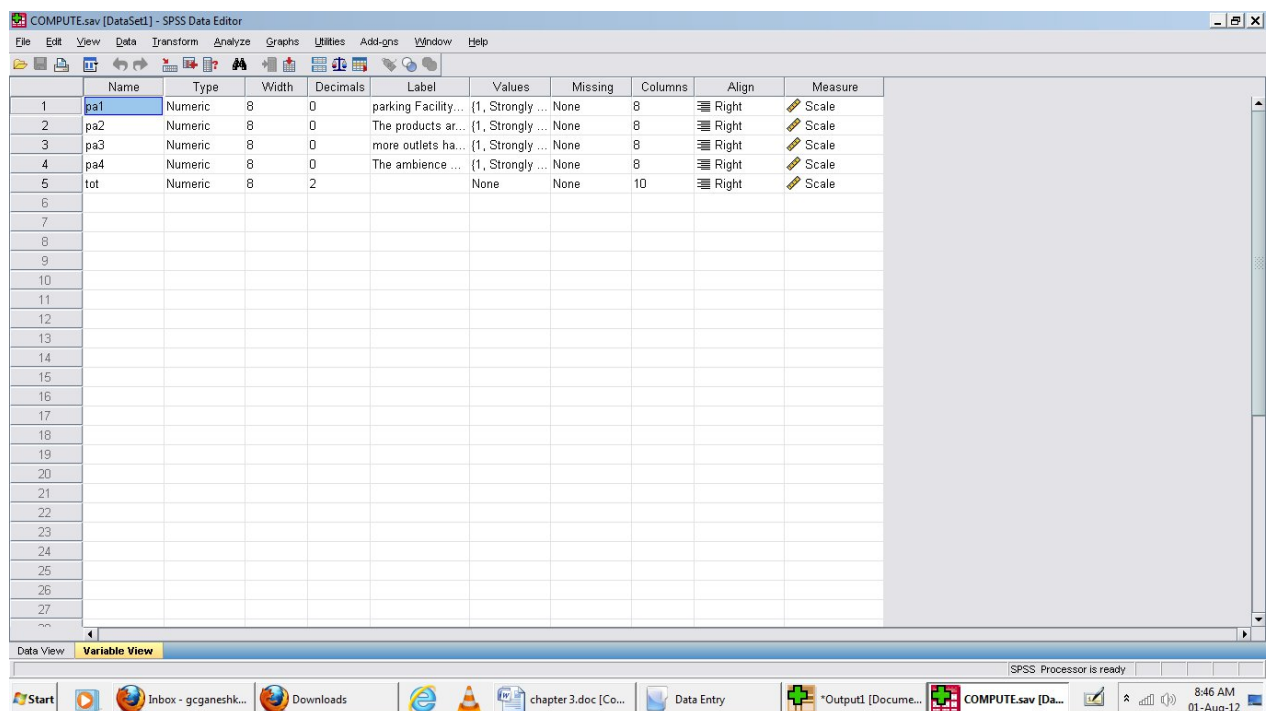 COMPUTE.sav [DataSet1] - SPSS Data Editor
File Edit View Data Transform Analyze Graphs Utilities Add-ons Window Help
Name Type Width Decimals Label Values Missing Columns Align Measure
1 pa1 Numeric 8 0 parking Facility... {1, Strongly ... None 8 Right Scale
2 pa2 Numeric 8 0 The products ar... {1, Strongly ... None 8 Right Scale
3 pa3 Numeric 8 0 more outlets ha... {1, Strongly ... None 8 Right Scale
4 pa4 Numeric 8 0 The ambience ... {1, Strongly ... None 8 Right Scale
5 tot Numeric 8 2 None None 10 Right Scale
6
7
8
9
10
11
12
13
14
15
16
17
18
19
20
21
22
23
24
25
26
27
Data View Variable View
SPSS Processor is ready
Start Inbox - gcganeshk... Downloads chapter 3.doc [Co... Data Entry *Output1 [Docume... COMPUTE.sav [Da... 8:46 AM
01-Aug-12